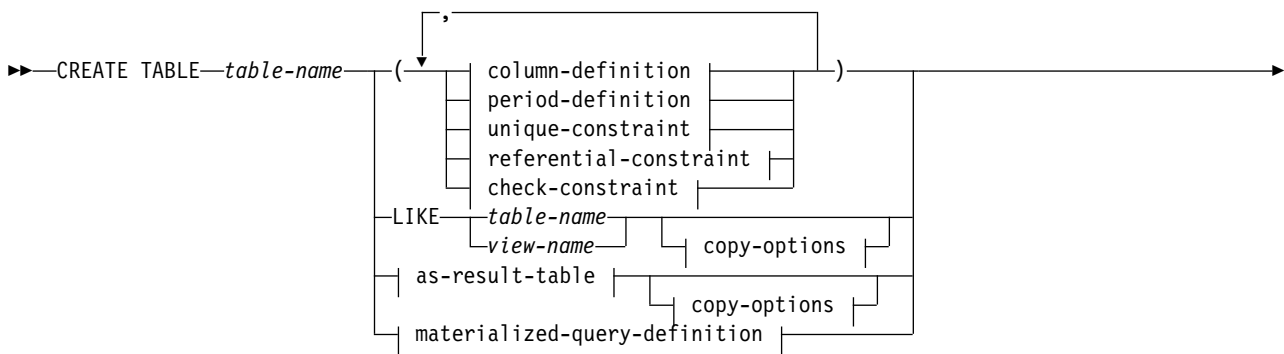 ,
CREATE TABLE table-name ( column-definition )
period-definition
unique-constraint
referential-constraint
check-constraint
LIKE table-name
view-name copy-options
as-result-table
copy-options
materialized-query-definition